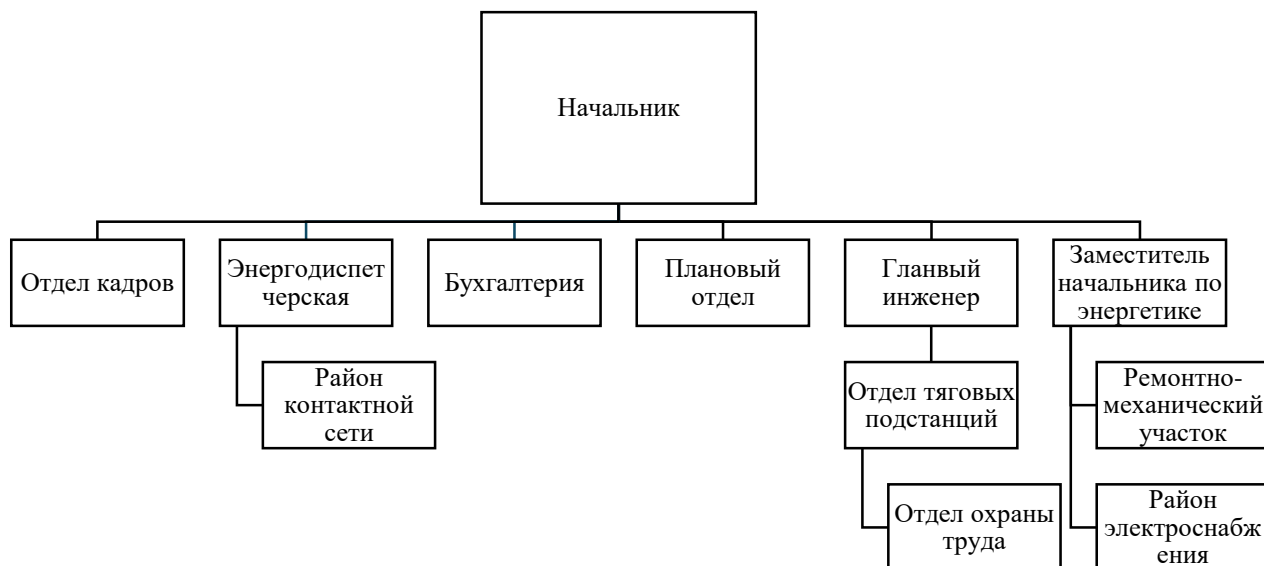 Начальник
Отдел кадров
Энергодиспет
черская
Бухгалтерия
Плановый
отдел
Гланвый
инженер
Заместитель
начальника по
энергетике
Район
контактной
сети
Отдел тяговых
подстанций
Ремонтно-
механический
участок
Отдел охраны
труда
Район
электроснабж
ения